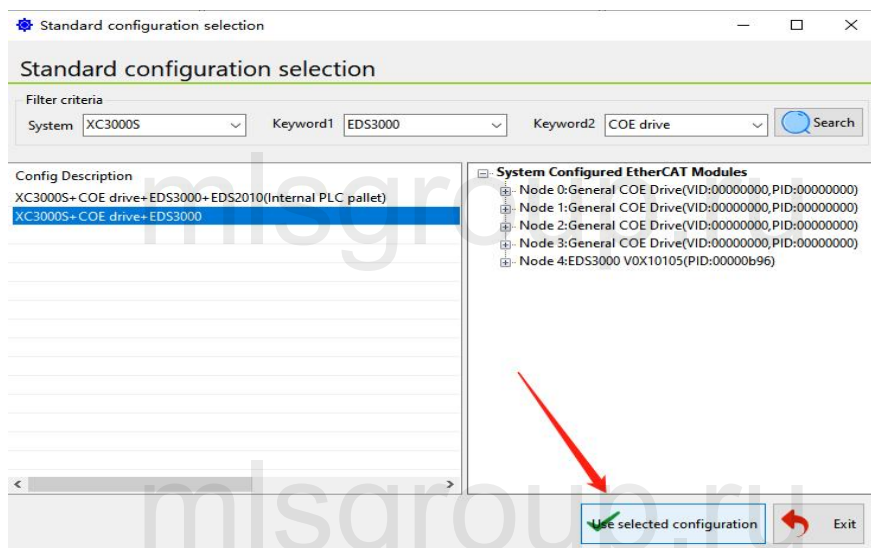 Standard configuration selection
Standard configuration selection
Filter criteria
System XC3000S Keyword1 EDS3000 Keyword2 COE drive Search
Config Description
XC3000S+COE drive+EDS3000+EDS2010(Internal PLC pallet)
XC3000S+COE drive+EDS3000
System Configured EtherCAT Modules
Node 0:General COE Drive(VID:00000000,PID:00000000)
Node 1:General COE Drive(VID:00000000,PID:00000000)
Node 2:General COE Drive(VID:00000000,PID:00000000)
Node 3:General COE Drive(VID:00000000,PID:00000000)
Node 4:EDS3000 V0X10105(PID:00000b96)
Use selected configuration Exit
mlsgroup.ru
mlsgroup.ru